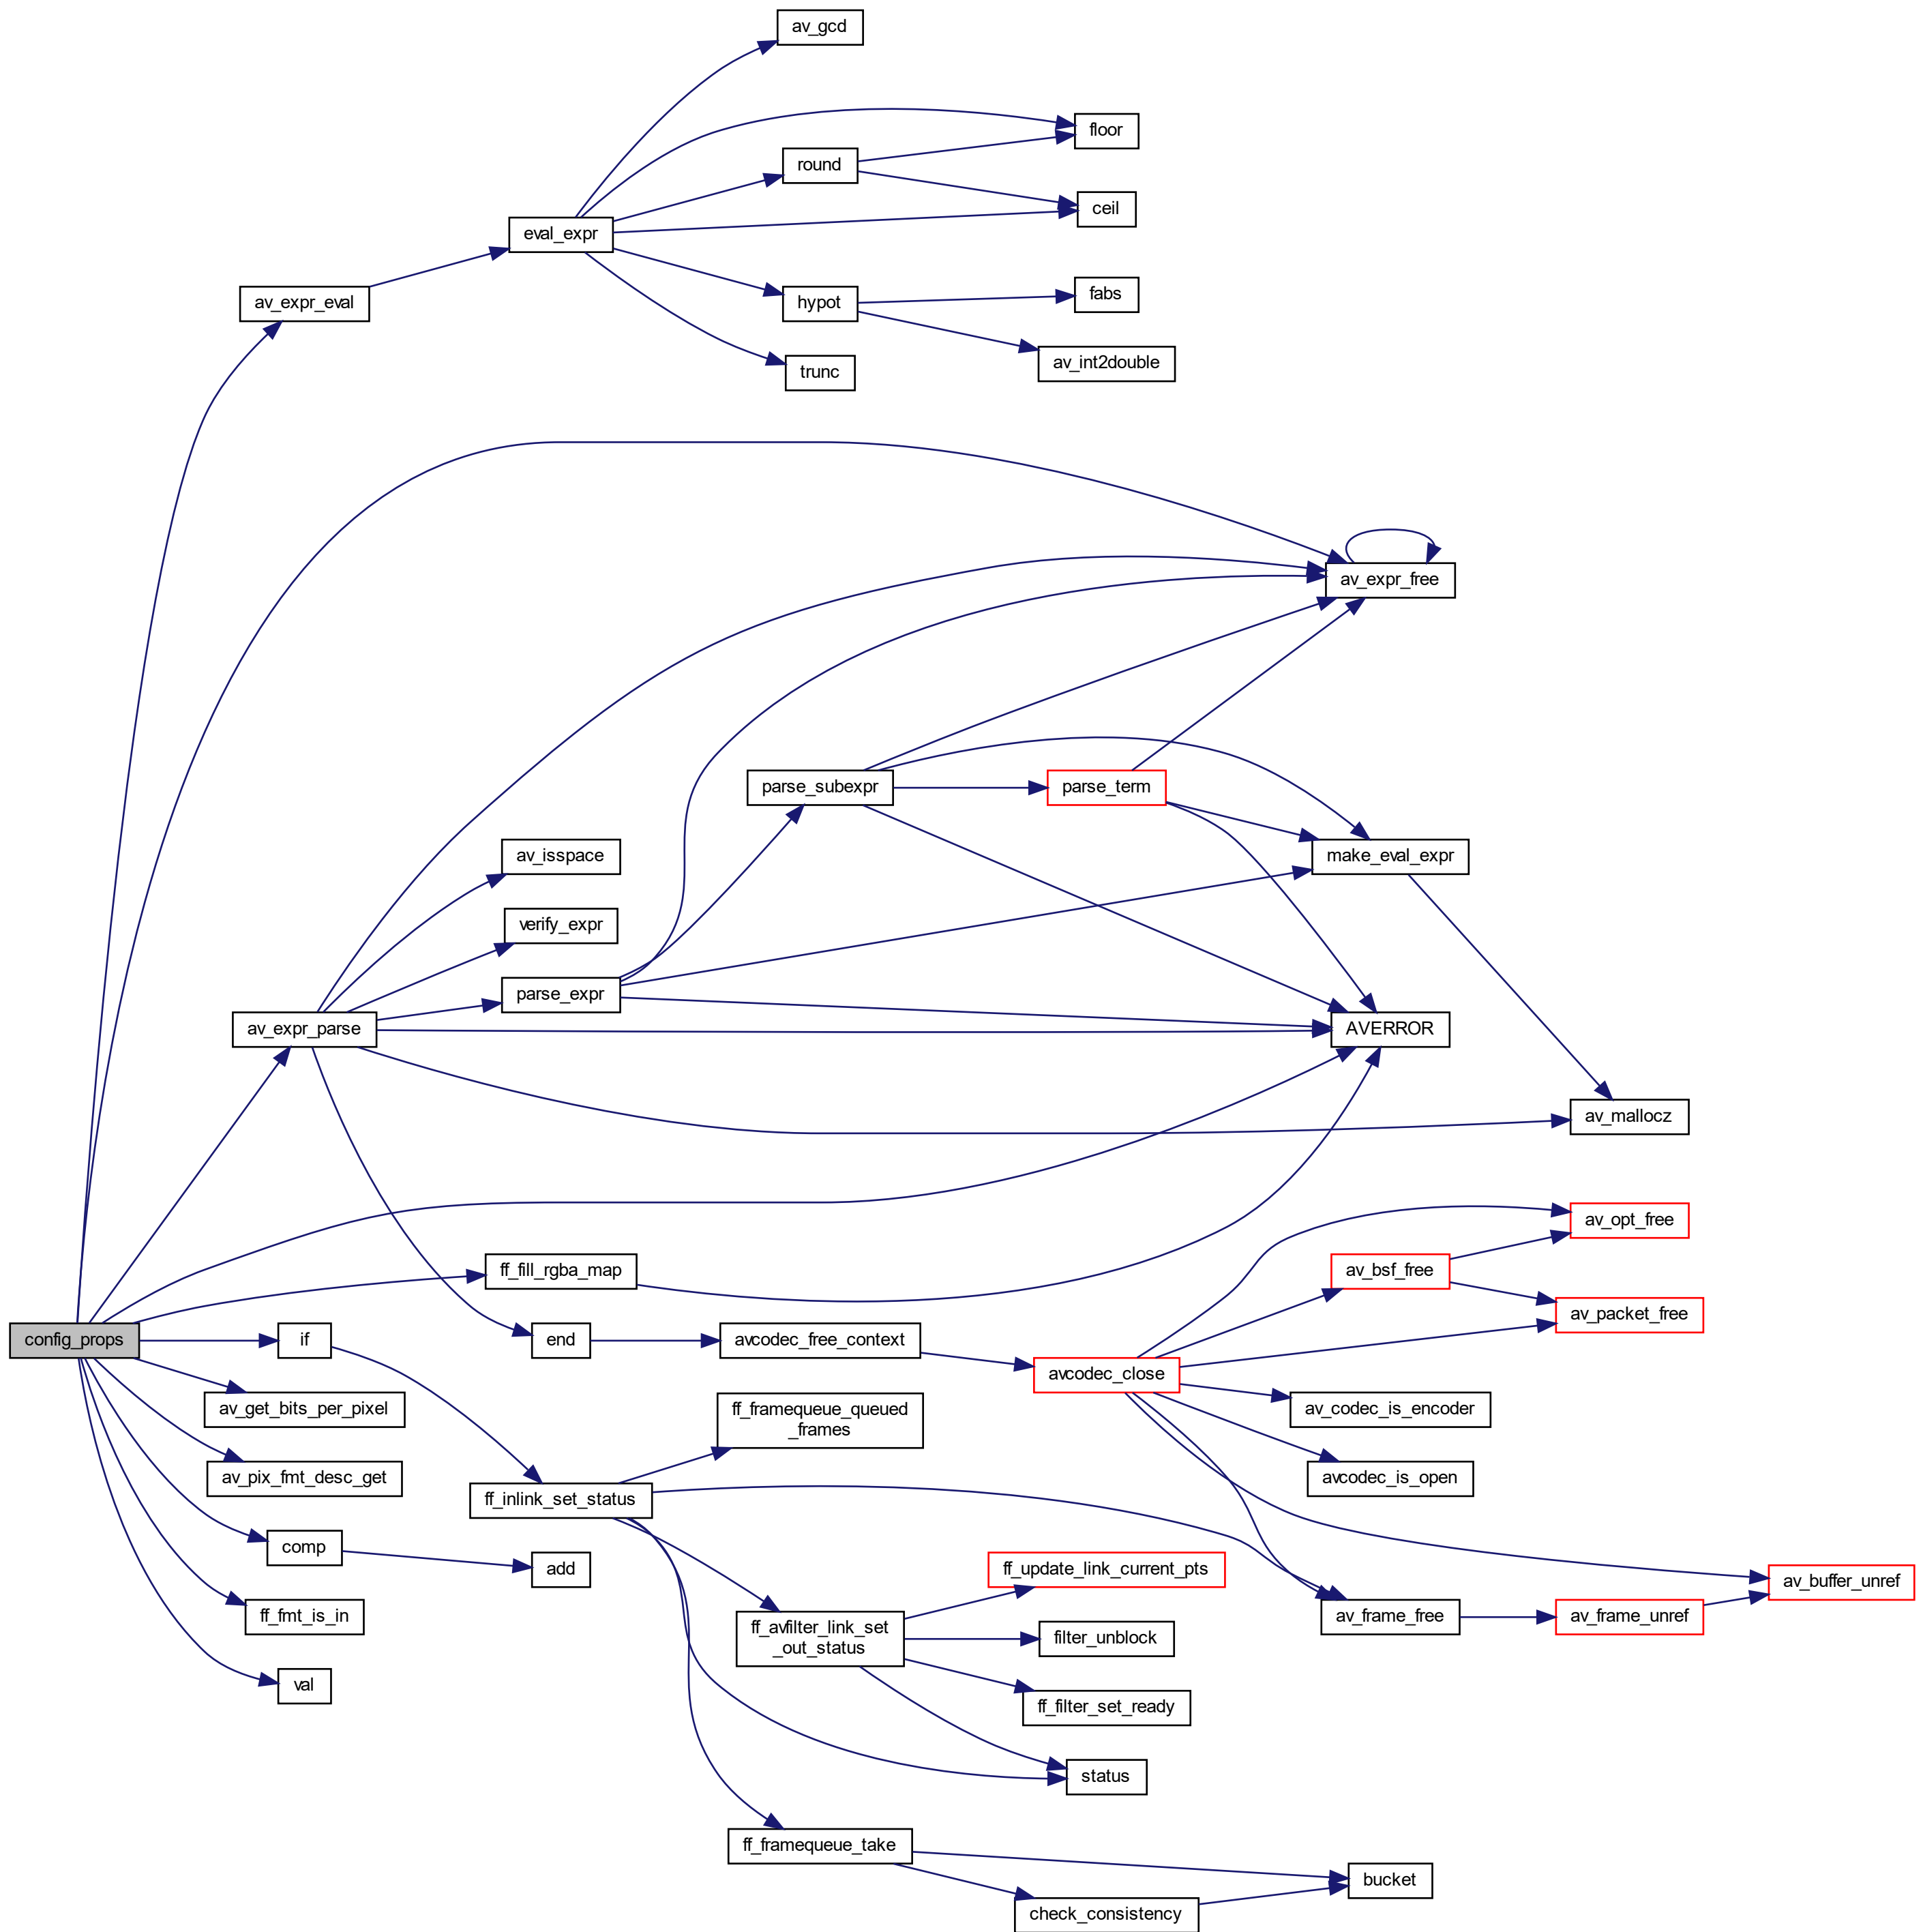 av_gcd
floor
round
ceil
eval_expr
av_expr_eval
hypot
fabs
av_int2double
trunc
av_expr_free
parse_subexpr
parse_term
make_eval_expr
av_isspace
verify_expr
parse_expr
av_expr_parse
AVERROR
av_mallocz
av_opt_free
ff_fill_rgba_map
av_bsf_free
av_packet_free
config_props
if
end
avcodec_free_context
avcodec_close
av_get_bits_per_pixel
av_codec_is_encoder
ff_framequeue_queued
_frames
av_pix_fmt_desc_get
avcodec_is_open
ff_inlink_set_status
comp
add
ff_update_link_current_pts
av_buffer_unref
ff_fmt_is_in
av_frame_free
av_frame_unref
ff_avfilter_link_set
_out_status
filter_unblock
val
ff_filter_set_ready
status
ff_framequeue_take
bucket
check_consistency